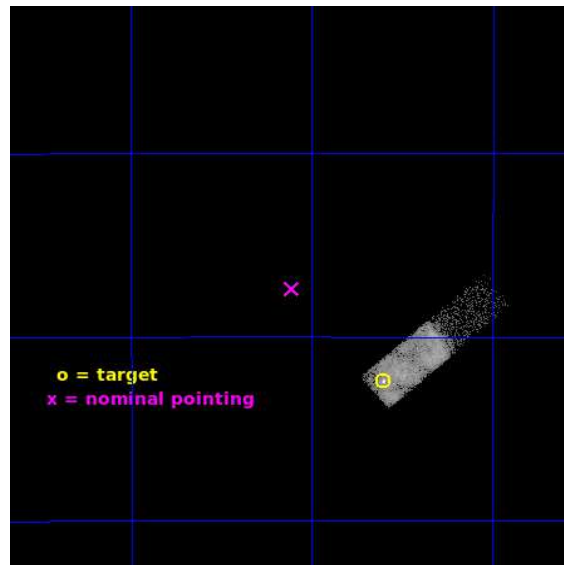 o = target
x = nominal pointing